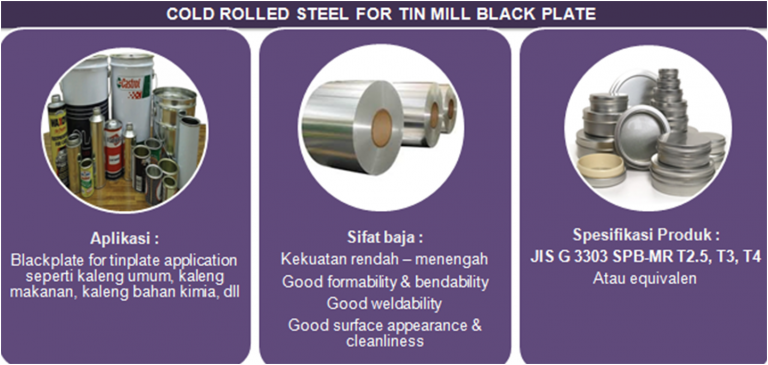 COLD ROLLED STEEL FOR TIN MILL BLACK PLATE
Castrol
Aplikasi :
Blackplate for tinplate application
seperti kaleng umum, kaleng
makanan, kaleng bahan kimia, dll
Sifat baja :
Kekuatan rendah – menengah
Good formability & bendability
Good weldability
Good surface appearance &
cleanliness
Spesifikasi Produk :
JIS G 3303 SPB-MR T2.5, T3, T4
Atau equivalen